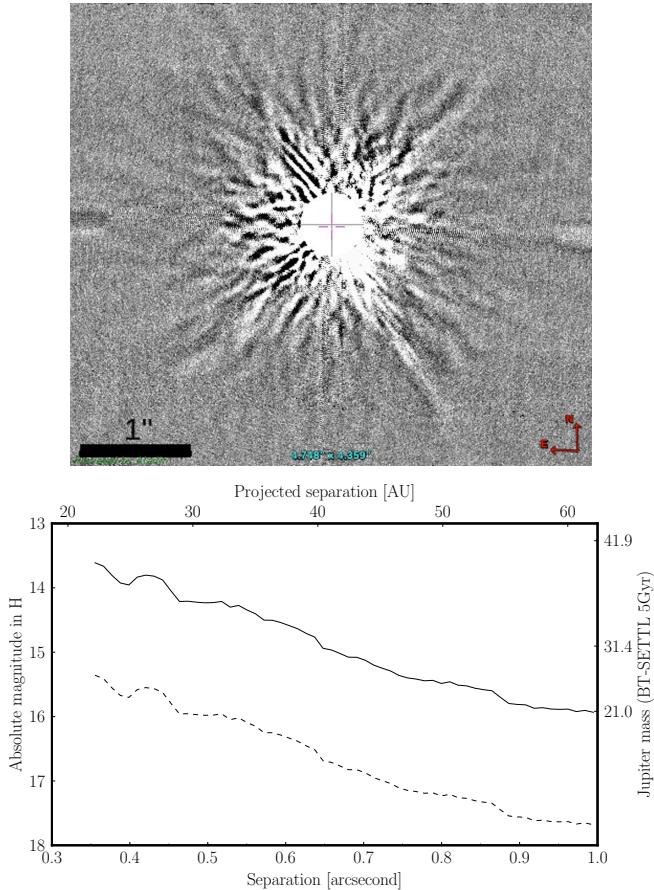 N
1"
E
4.718" x 4.359"
Projected separation [AU]
20 30 40 50 60
13 14 15 16 17 18
Absolute magnitude in H
41.9 31.4 21.0
Jupiter mass (BT-SETTL 5Gyr)
0.3 0.4 0.5 0.6 0.7 0.8 0.9 1.0
Separation [arcsecond]